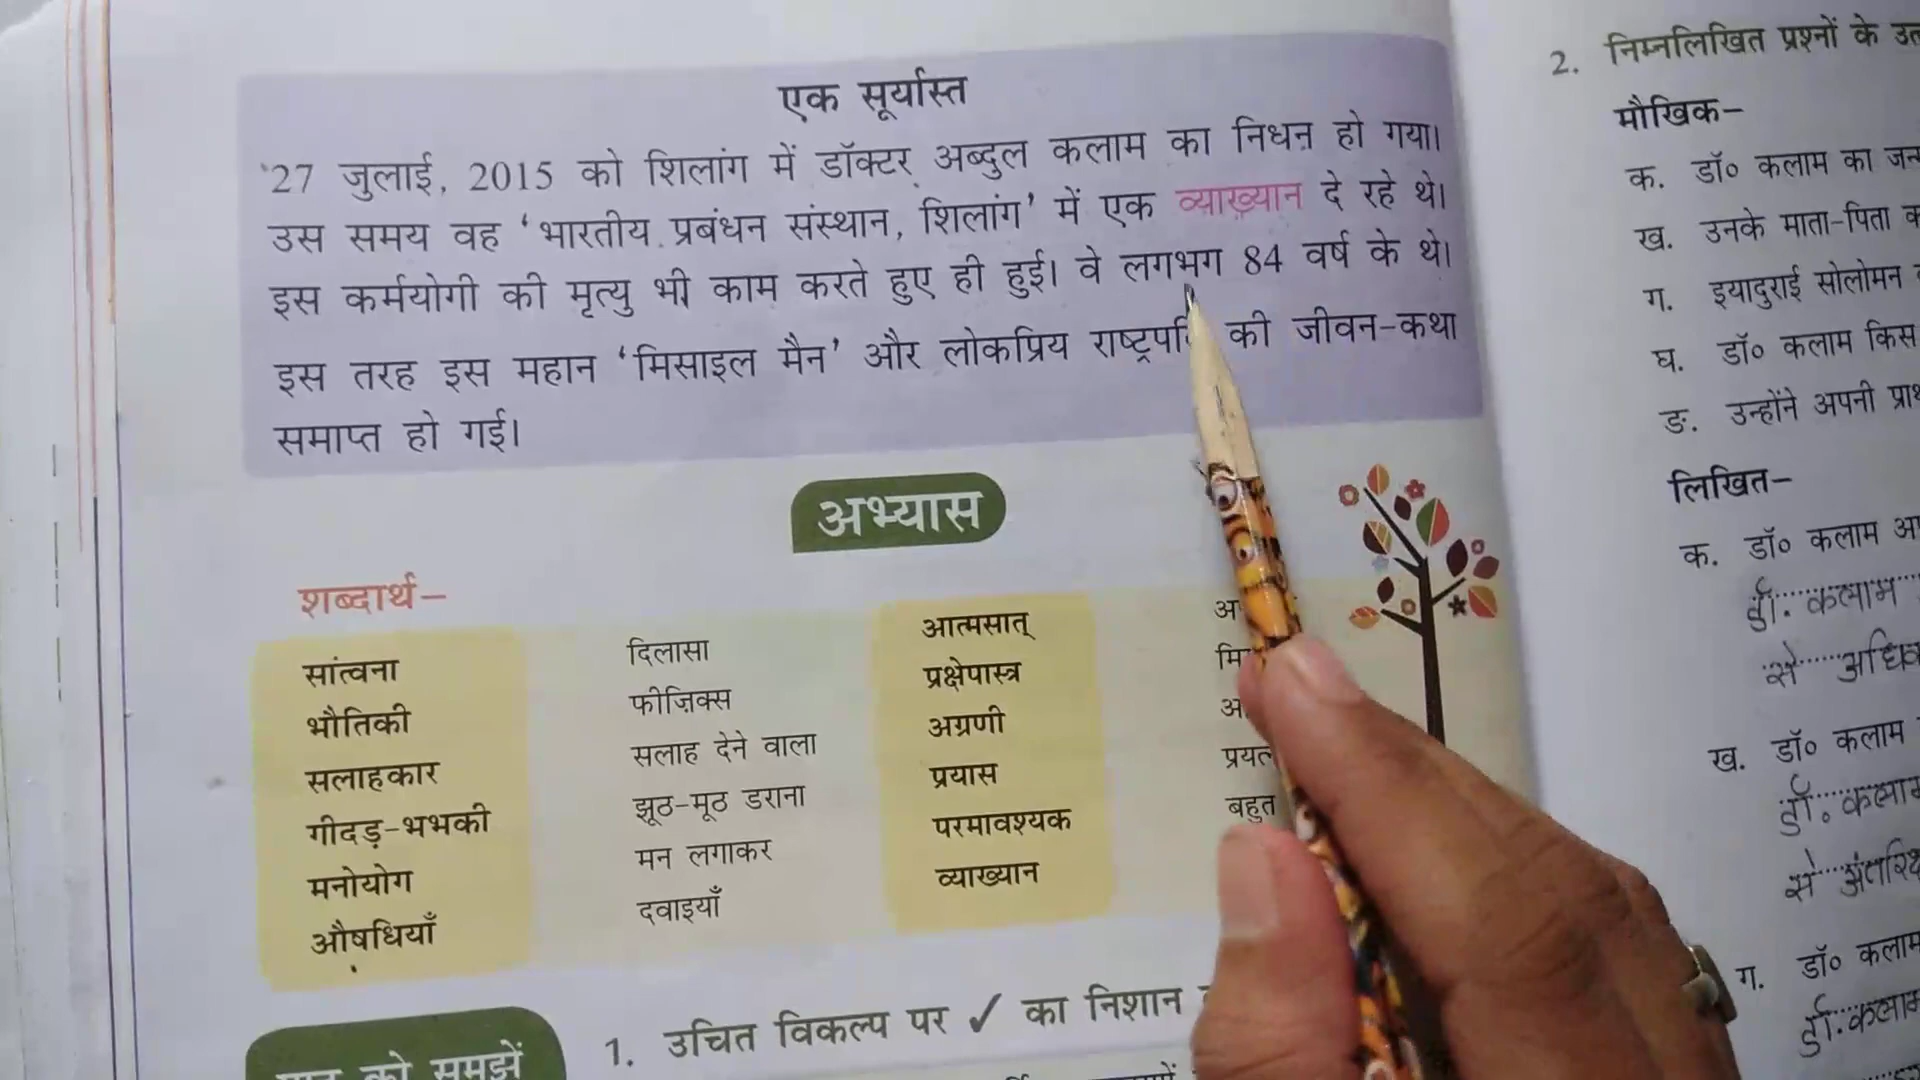 एक सूर्यास्त
27 जुलाई, 2015 को शिलांग में डॉक्टर अब्दुल कलाम का निधन हो गया।
उस समय वह ‘भारतीय प्रबंधन संस्थान, शिलांग’ में एक व्याख्यान दे रहे थे।
इस कर्मयोगी की मृत्यु भी काम करते हुए ही हुई। वे लगभग 84 वर्ष के थे।
इस तरह इस महान ‘मिसाइल मैन’ और लोकप्रिय की जीवन-कथा
समाप्त हो गई।
अभ्यास
शब्दार्थ–
सांत्वना दिलासा आत्मसात्
भौतिकी फीज़िक्स प्रक्षेपास्त्र
सलाहकार सलाह देने वाला अग्रणी
गीदड़-भभकी झूठ-मूठ डराना प्रयास
मनोयोग मन लगाकर परमावश्यक बहुत
औषधियाँ दवाइयाँ व्याख्यान
को समझें
1. उचित विकल्प पर ✓ का निशान
2. निम्नलिखित प्रश्नों के
मौखिक–
क. डॉ० कलाम का
ख. उनके माता-पिता
ग. इयादुराई सोलोमन
घ. डॉ० कलाम किस
ङ. उन्होंने अपनी
लिखित–
क. डॉ० कलाम
डॉ. कलाम
से
ख. डॉ० कलाम
डॉ. कलाम
से
ग. डॉ० कलाम
डॉ. कलाम